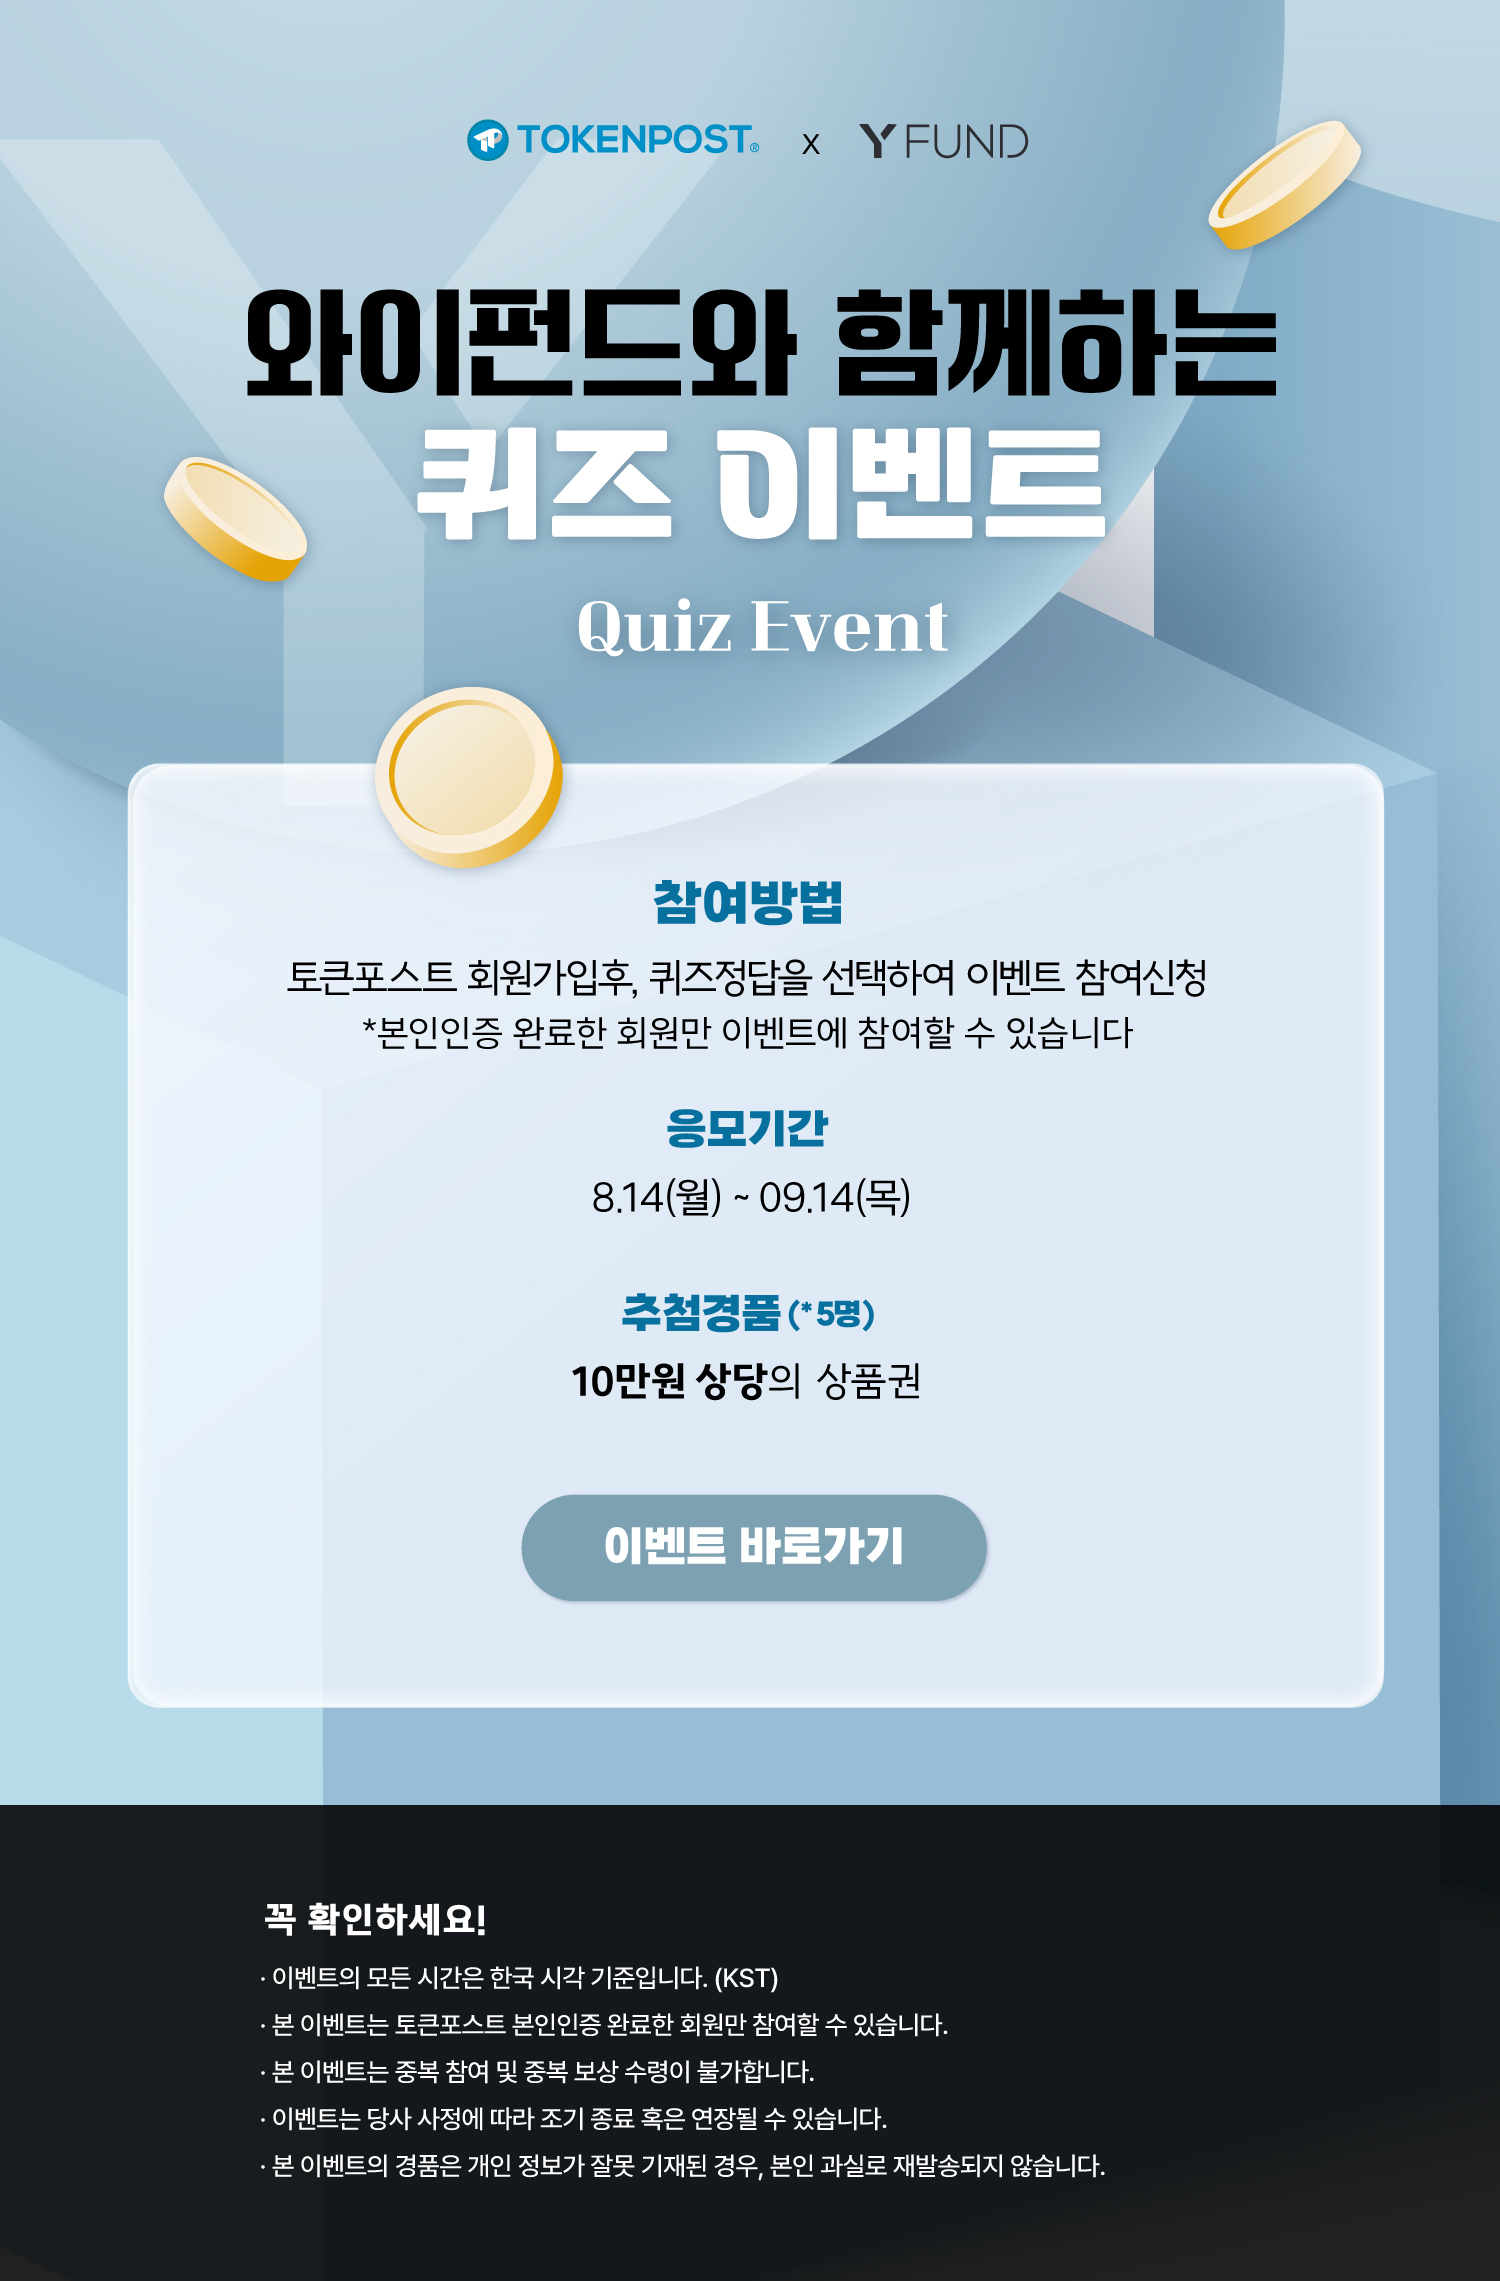 TOKENPOST® x Y FUND
와이펀드와 함께하는
퀴즈 이벤트
Quiz Event
참여방법
토큰포스트 회원가입후, 퀴즈정답을 선택하여 이벤트 참여신청
*본인인증 완료한 회원만 이벤트에 참여할 수 있습니다
응모기간
8.14(월) ~ 09.14(목)
추첨경품 (* 5명)
10만원 상당의 상품권
이벤트 바로가기
꼭 확인하세요!
· 이벤트의 모든 시간은 한국 시각 기준입니다. (KST)
· 본 이벤트는 토큰포스트 본인인증 완료한 회원만 참여할 수 있습니다.
· 본 이벤트는 중복 참여 및 중복 보상 수령이 불가합니다.
· 이벤트는 당사 사정에 따라 조기 종료 혹은 연장될 수 있습니다.
· 본 이벤트의 경품은 개인 정보가 잘못 기재된 경우, 본인 과실로 재발송되지 않습니다.